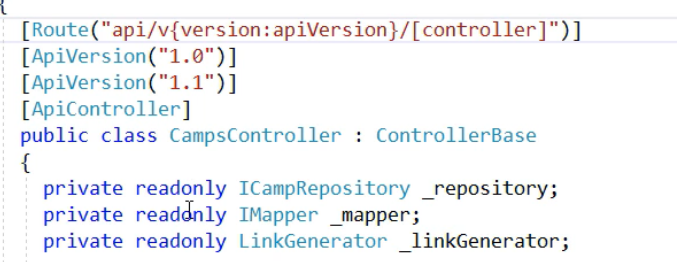 {
[Route("api/v{version:apiVersion}/[controller]")]
[ApiVersion("1.0")]
[ApiVersion("1.1")]
[ApiController]
public class CampsController : ControllerBase
{
private readonly ICampRepository _repository;
private readonly IMapper _mapper;
private readonly LinkGenerator _linkGenerator;